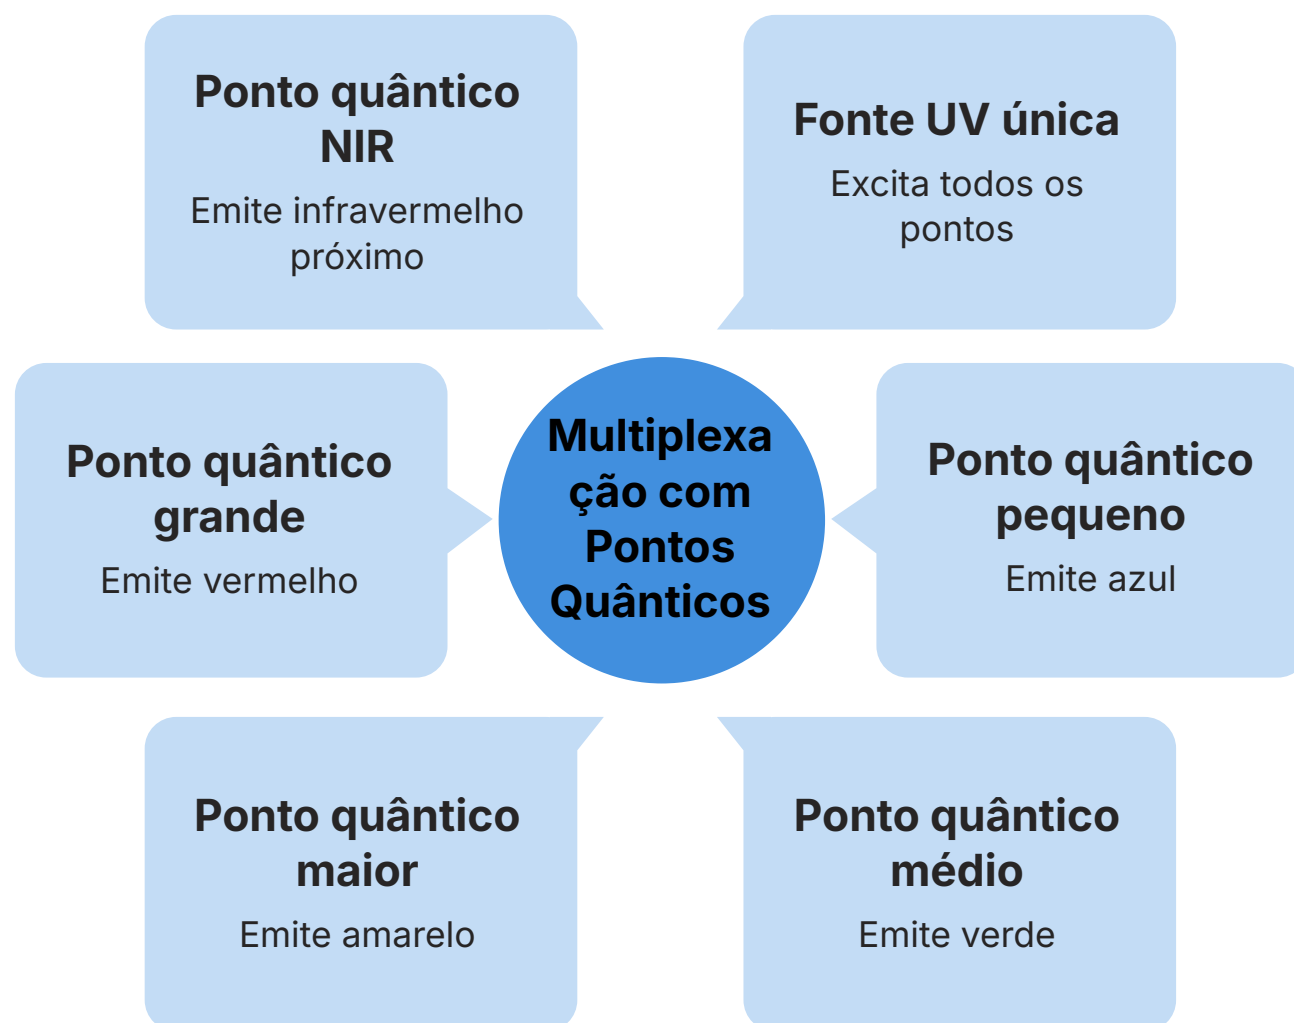 Ponto quântico
NIR
Emite infravermelho
próximo
Fonte UV única
Excita todos os
pontos
Ponto quântico
grande
Emite vermelho
Multiplexa
ção com
Pontos
Quânticos
Ponto quântico
pequeno
Emite azul
Ponto quântico
maior
Emite amarelo
Ponto quântico
médio
Emite verde